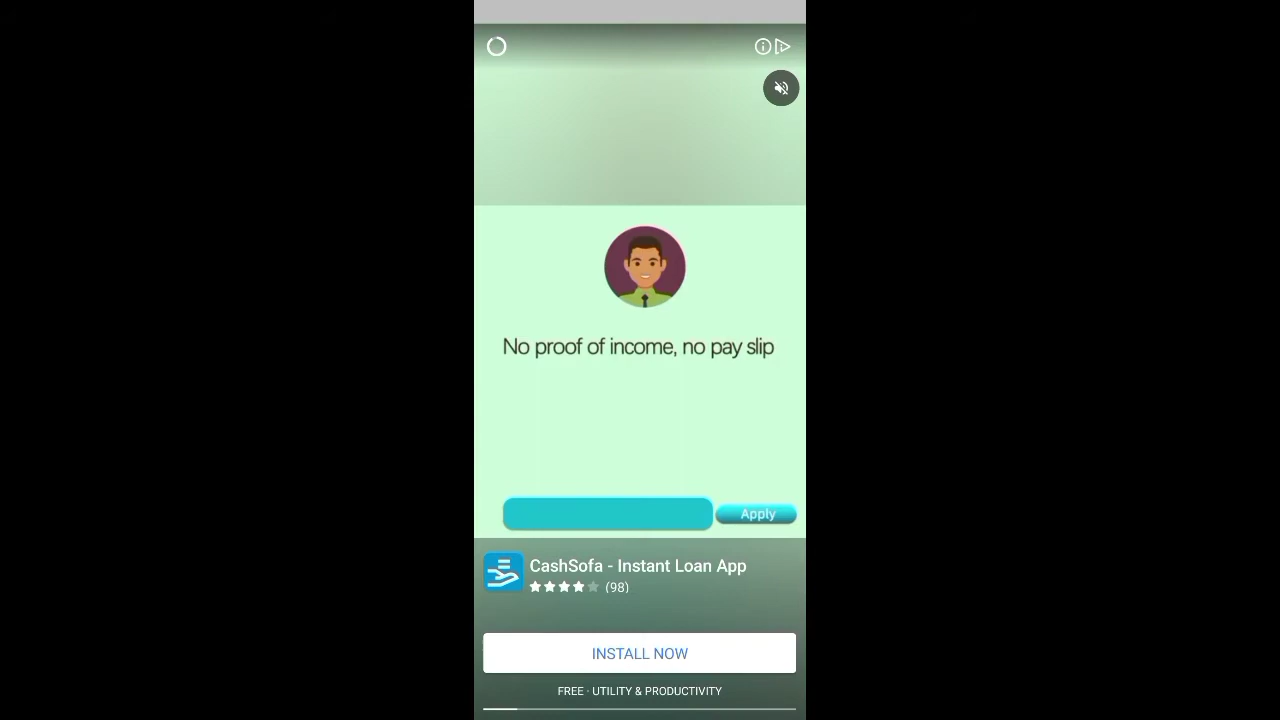 No proof of income, no pay slip
Apply
CashSofa - Instant Loan App
(98)
INSTALL NOW
FREE · UTILITY & PRODUCTIVITY